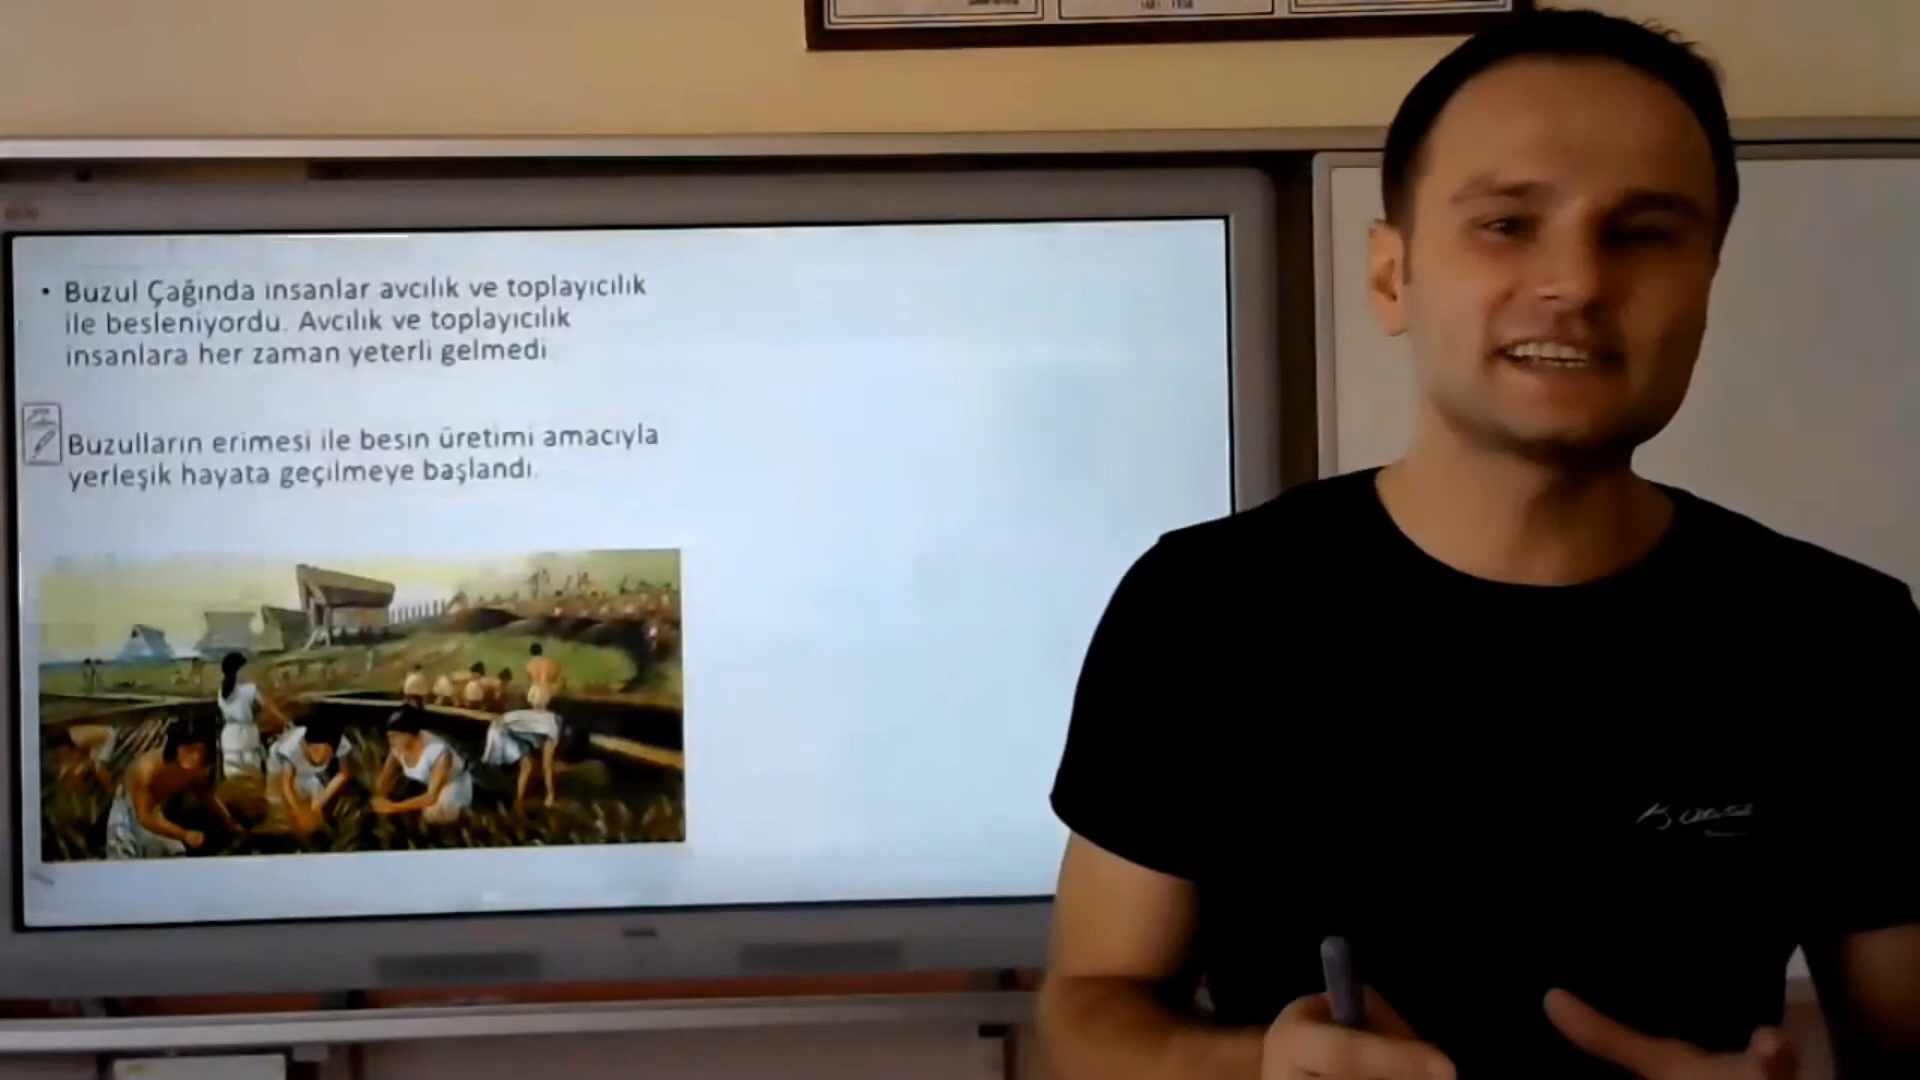 • Buzul Çağında insanlar avcılık ve toplayıcılık
ile besleniyordu. Avcılık ve toplayıcılık
insanlara her zaman yeterli gelmedi.
Buzulların erimesi ile besin üretimi amacıyla
yerleşik hayata geçilmeye başlandı.